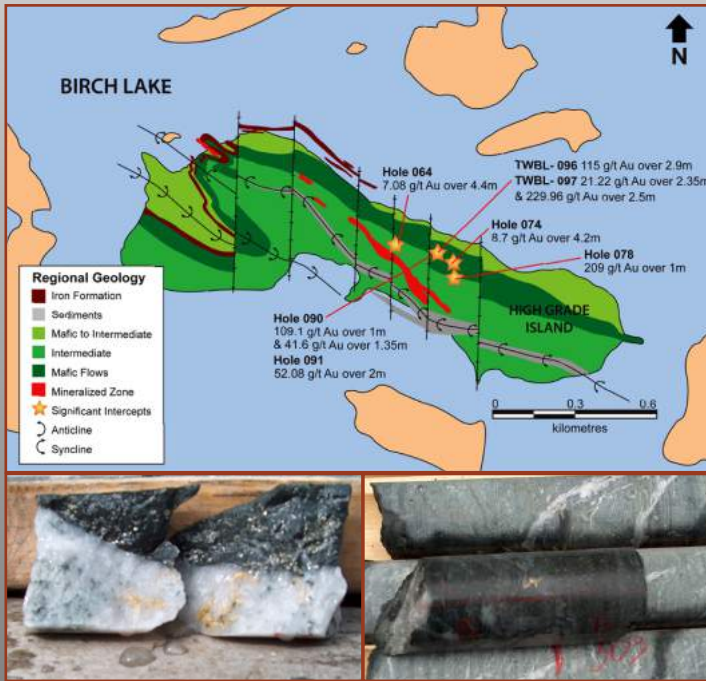 BIRCH LAKE
N
Hole 064
7.08 g/t Au over 4.4m
TWBL- 096 115 g/t Au over 2.9m
TWBL- 097 21.22 g/t Au over 2.35m
& 229.96 g/t Au over 2.5m
Hole 074
8.7 g/t Au over 4.2m
Hole 078
209 g/t Au over 1m
HIGH GRADE
ISLAND
Hole 090
109.1 g/t Au over 1m
& 41.6 g/t Au over 1.35m
Hole 091
52.08 g/t Au over 2m
Regional Geology
Iron Formation
Sediments
Mafic to Intermediate
Intermediate
Mafic Flows
Mineralized Zone
Significant Intercepts
Anticline
Syncline
0 0.3 0.6
kilometres